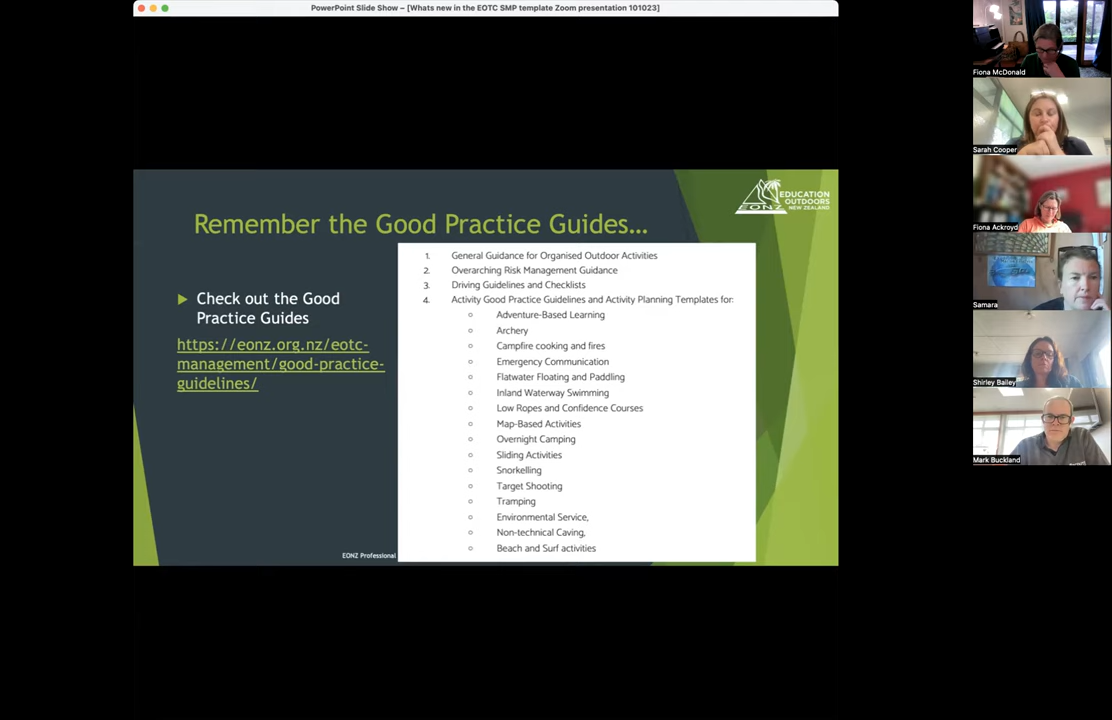 PowerPoint Slide Show – [Whats new in the EOTC SMP template Zoom presentation 101023]
EDUCATION
OUTDOORS
NEW ZEALAND
EONZ
Remember the Good Practice Guides...
Check out the Good
Practice Guides
https://eonz.org.nz/eotc-
management/good-practice-
guidelines/
1. General Guidance for Organised Outdoor Activities
2. Overarching Risk Management Guidance
3. Driving Guidelines and Checklists
4. Activity Good Practice Guidelines and Activity Planning Templates for:
Adventure-Based Learning
Archery
Campfire cooking and fires
Emergency Communication
Flatwater Floating and Paddling
Inland Waterway Swimming
Low Ropes and Confidence Courses
Map-Based Activities
Overnight Camping
Sliding Activities
Snorkelling
Target Shooting
Tramping
Environmental Service,
Non-technical Caving,
Beach and Surf activities
EONZ Professional
Fiona McDonald
Sarah Cooper
Fiona Ackroyd
Samara
Shirley Bailey
Mark Buckland